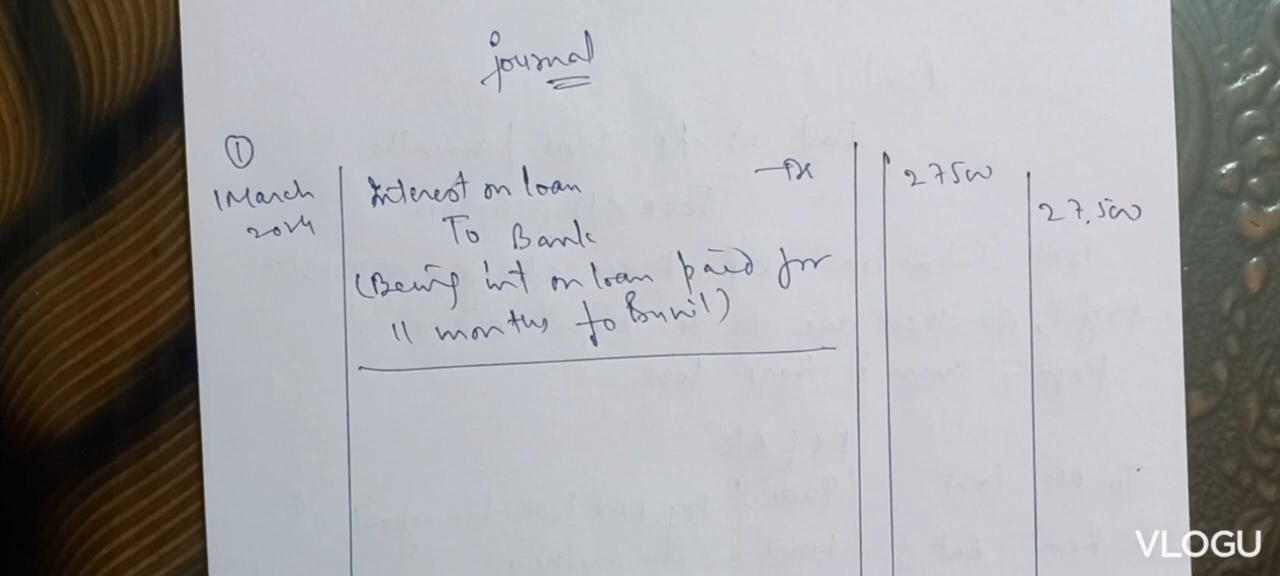 journal
①
1 March
2024
Interest on loan
Dr
27500
To Bank
27,500
(Being int on loan paid for
11 months to Sunil)
VLOGU